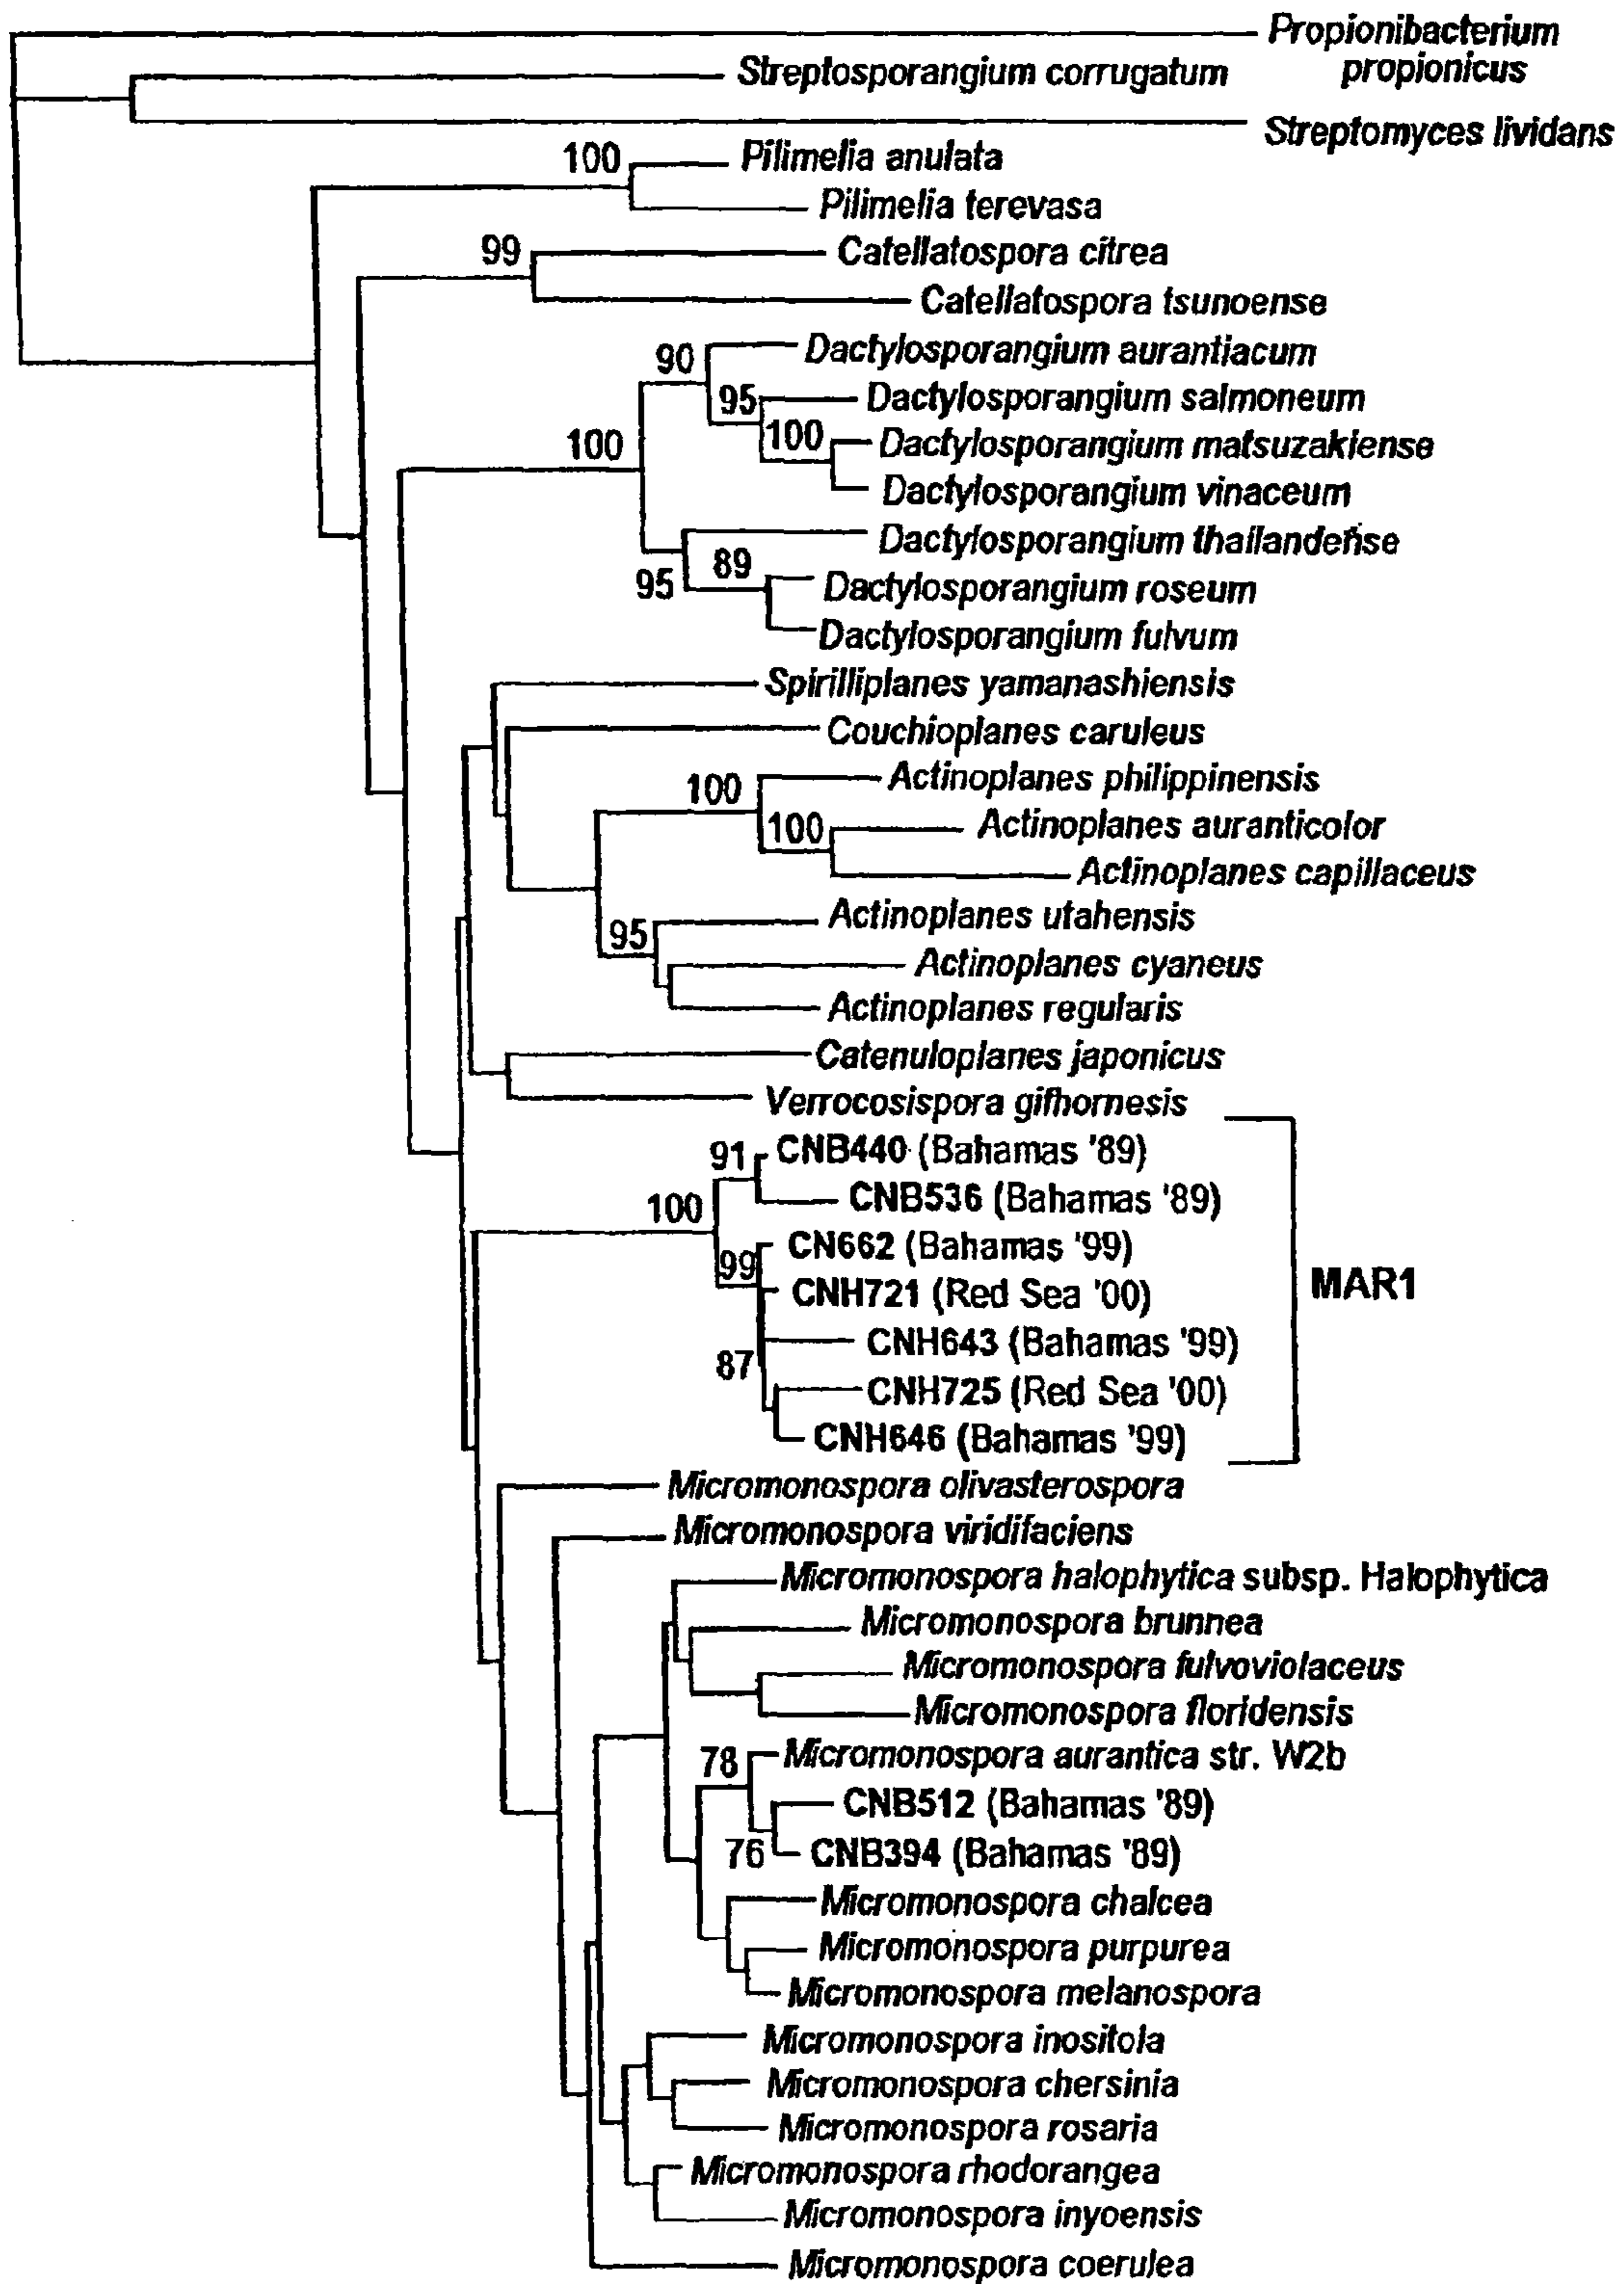 Propionibacterium
propionicus
Streptosporangium corrugatum
Streptomyces lividans
100
Pilimelia anulata
Pilimelia terevasa
99
Catellatospora citrea
Catellatospora tsunoense
90
Dactylosporangium aurantiacum
95
Dactylosporangium salmoneum
100
100
Dactylosporangium matsuzakiense
Dactylosporangium vinaceum
Dactylosporangium thailandense
95
89
Dactylosporangium roseum
Dactylosporangium fulvum
Spirilliplanes yamanashiensis
Couchioplanes caruleus
100
Actinoplanes philippinensis
100
Actinoplanes auranticolor
Actinoplanes capillaceus
Actinoplanes utahensis
95
Actinoplanes cyaneus
Actinoplanes regularis
Catenuloplanes japonicus
Verrocosispora gifhornesis
91
CNB440 (Bahamas '89)
100
CNB536 (Bahamas '89)
99
CN662 (Bahamas '99)
CNH721 (Red Sea '00)
MAR1
CNH643 (Bahamas '99)
87
CNH725 (Red Sea '00)
CNH646 (Bahamas '99)
Micromonospora olivasterospora
Micromonospora viridifaciens
Micromonospora halophytica subsp. Halophytica
Micromonospora brunnea
Micromonospora fulvoviolaceus
Micromonospora floridensis
78
Micromonospora aurantica str. W2b
CNB512 (Bahamas '89)
76
CNB394 (Bahamas '89)
Micromonospora chalcea
Micromonospora purpurea
Micromonospora melanospora
Micromonospora inositola
Micromonospora chersinia
Micromonospora rosaria
Micromonospora rhodorangea
Micromonospora inyoensis
Micromonospora coerulea